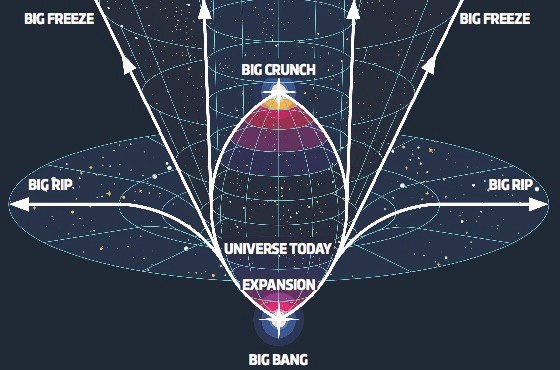 BIG FREEZE
BIG FREEZE
BIG CRUNCH
BIG RIP
BIG RIP
UNIVERSE TODAY
EXPANSION
BIG BANG